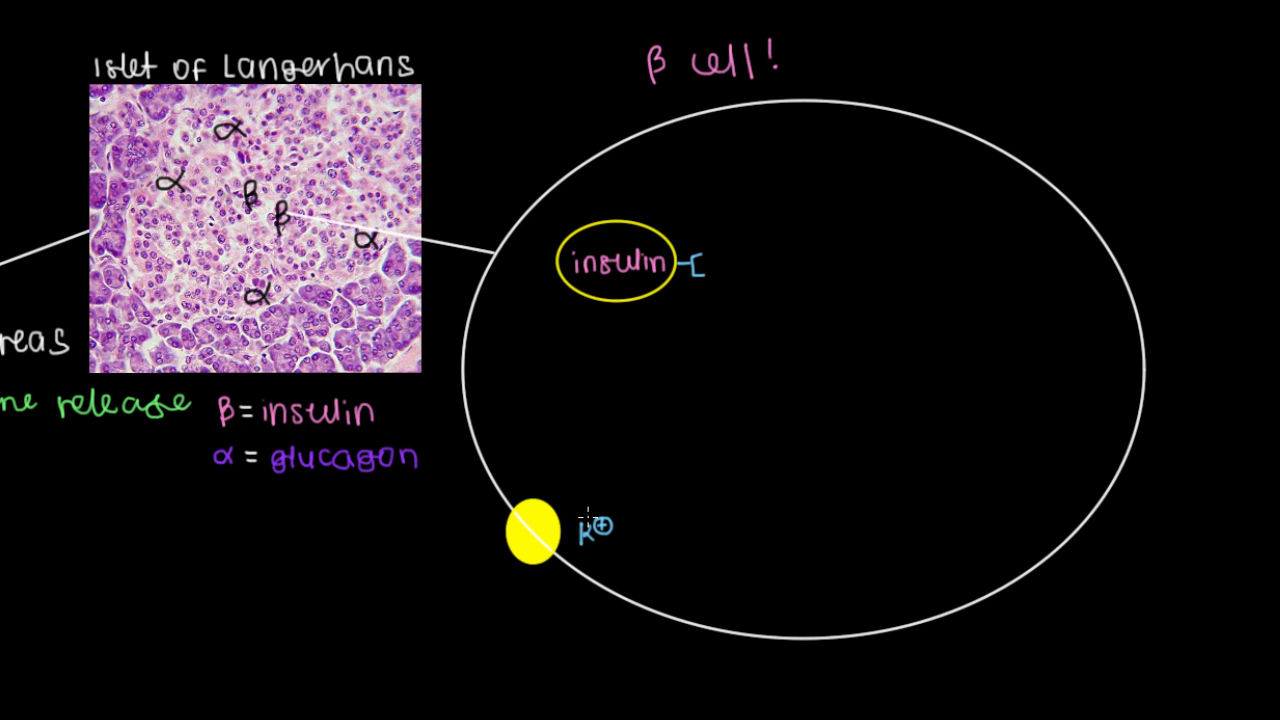 Islet of Langerhans
β cell!
α
α
β
β
α
α
insulin
reas
ne release
β = insulin
α = glucagon
K⊕